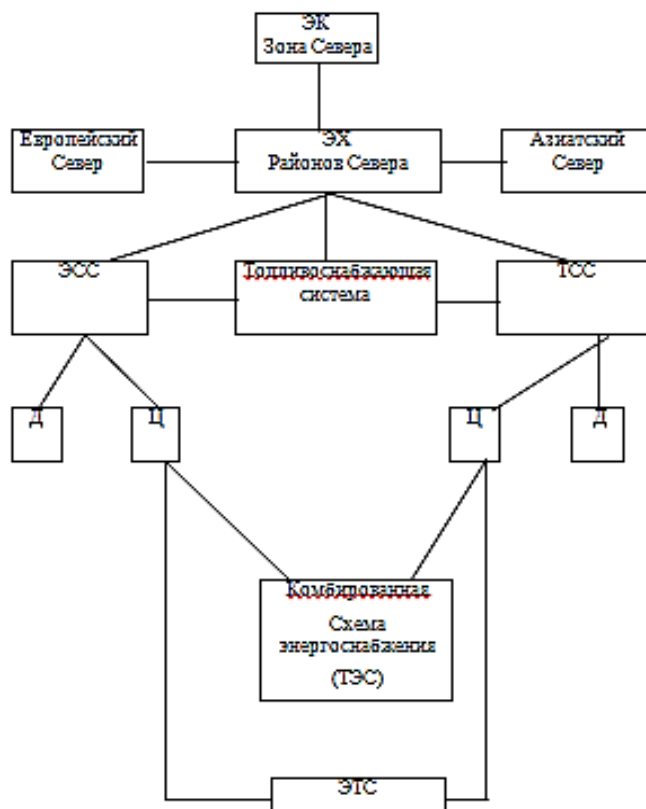 ЭК
Зона Севера
Европейский
Север
ЭХ
Районов Севера
Азиатский
Север
ЭСС
Топливоснабжающая
система
ТСС
Д
Ц
Ц
Д
Комбированная
Схема
энергоснабжения
(ТЭС)
ЭТС